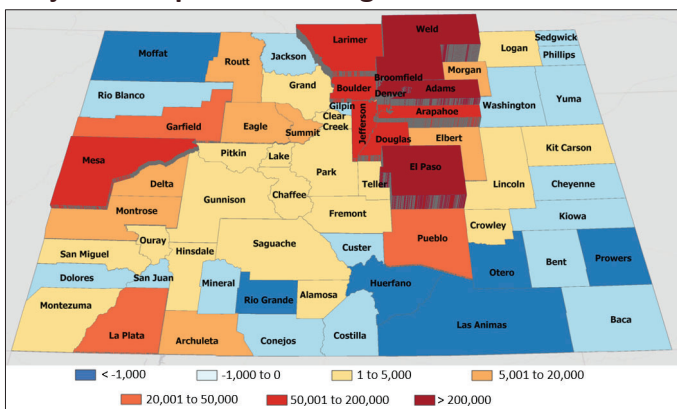 Moffat
Routt
Jackson
Larimer
Weld
Logan
Sedgwick
Phillips
Morgan
Rio Blanco
Grand
Boulder
Broomfield
Gilpin
Denver
Adams
Washington
Yuma
Garfield
Eagle
Summit
Clear
Creek
Jefferson
Arapahoe
Mesa
Pitkin
Lake
Park
Douglas
Elbert
Kit Carson
Delta
Gunnison
Chaffee
Teller
El Paso
Lincoln
Cheyenne
Montrose
Fremont
Crowley
Kiowa
Ouray
San Miguel
Hinsdale
Saguache
Custer
Pueblo
Dolores
San Juan
Mineral
Rio Grande
Alamosa
Huerfano
Otero
Bent
Prowers
Montezuma
La Plata
Archuleta
Conejos
Costilla
Las Animas
Baca
< -1,000
-1,000 to 0
1 to 5,000
5,001 to 20,000
20,001 to 50,000
50,001 to 200,000
> 200,000